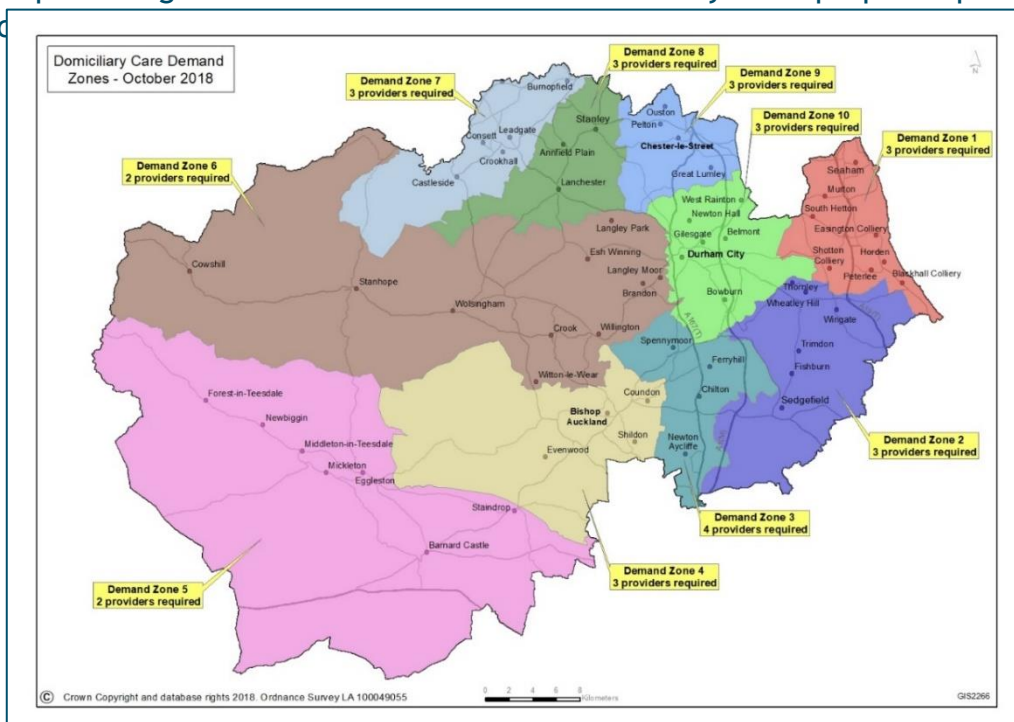 Domiciliary Care Demand
Zones - October 2018
N
Demand Zone 8
3 providers required
Demand Zone 7
3 providers required
Demand Zone 9
3 providers required
Demand Zone 10
3 providers required
Demand Zone 1
3 providers required
Demand Zone 6
2 providers required
Burnopfield
Ouston
Stanley
Pelton
Leadgate
Consett
Chester-le-Street
Crookhall
Annfield Plain
Seaham
Great Lumley
Castleside
Lanchester
Murton
West Rainton
South Hetton
Newton Hall
Langley Park
Gilesgate
Belmont
Easington Colliery
Durham City
Esh Winning
Shotton
Colliery
Horden
Cowshill
Langley Moor
Peterlee
Blackhall Colliery
Stanhope
Brandon
Thornley
Bowburn
Wheatley Hill
Wolsingham
Wingate
A167(T)
Crook
Willington
Spennymoor
Trimdon
Ferryhill
Fishburn
Witton-le-Wear
Chilton
Forest-in-Teesdale
Coundon
Sedgefield
Bishop
Auckland
Newbiggin
Shildon
Newton
Aycliffe
Middleton-in-Teesdale
Evenwood
Demand Zone 2
3 providers required
Mickleton
Eggleston
Staindrop
Demand Zone 3
4 providers required
Barnard Castle
Demand Zone 4
3 providers required
Demand Zone 5
2 providers required
© Crown Copyright and database rights 2018. Ordnance Survey LA 100049055
0 2 4 6 8
Kilometers
GIS2266